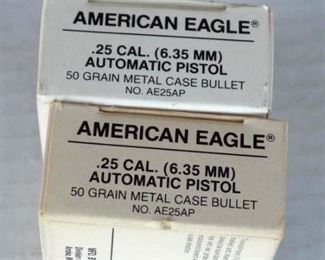 AMERICAN EAGLE®
.25 CAL. (6.35 MM)
AUTOMATIC PISTOL
50 GRAIN METAL CASE BULLET
NO. AE25AP
AMERICAN EAGLE®
.25 CAL. (6.35 MM)
AUTOMATIC PISTOL
50 GRAIN METAL CASE BULLET
NO. AE25AP